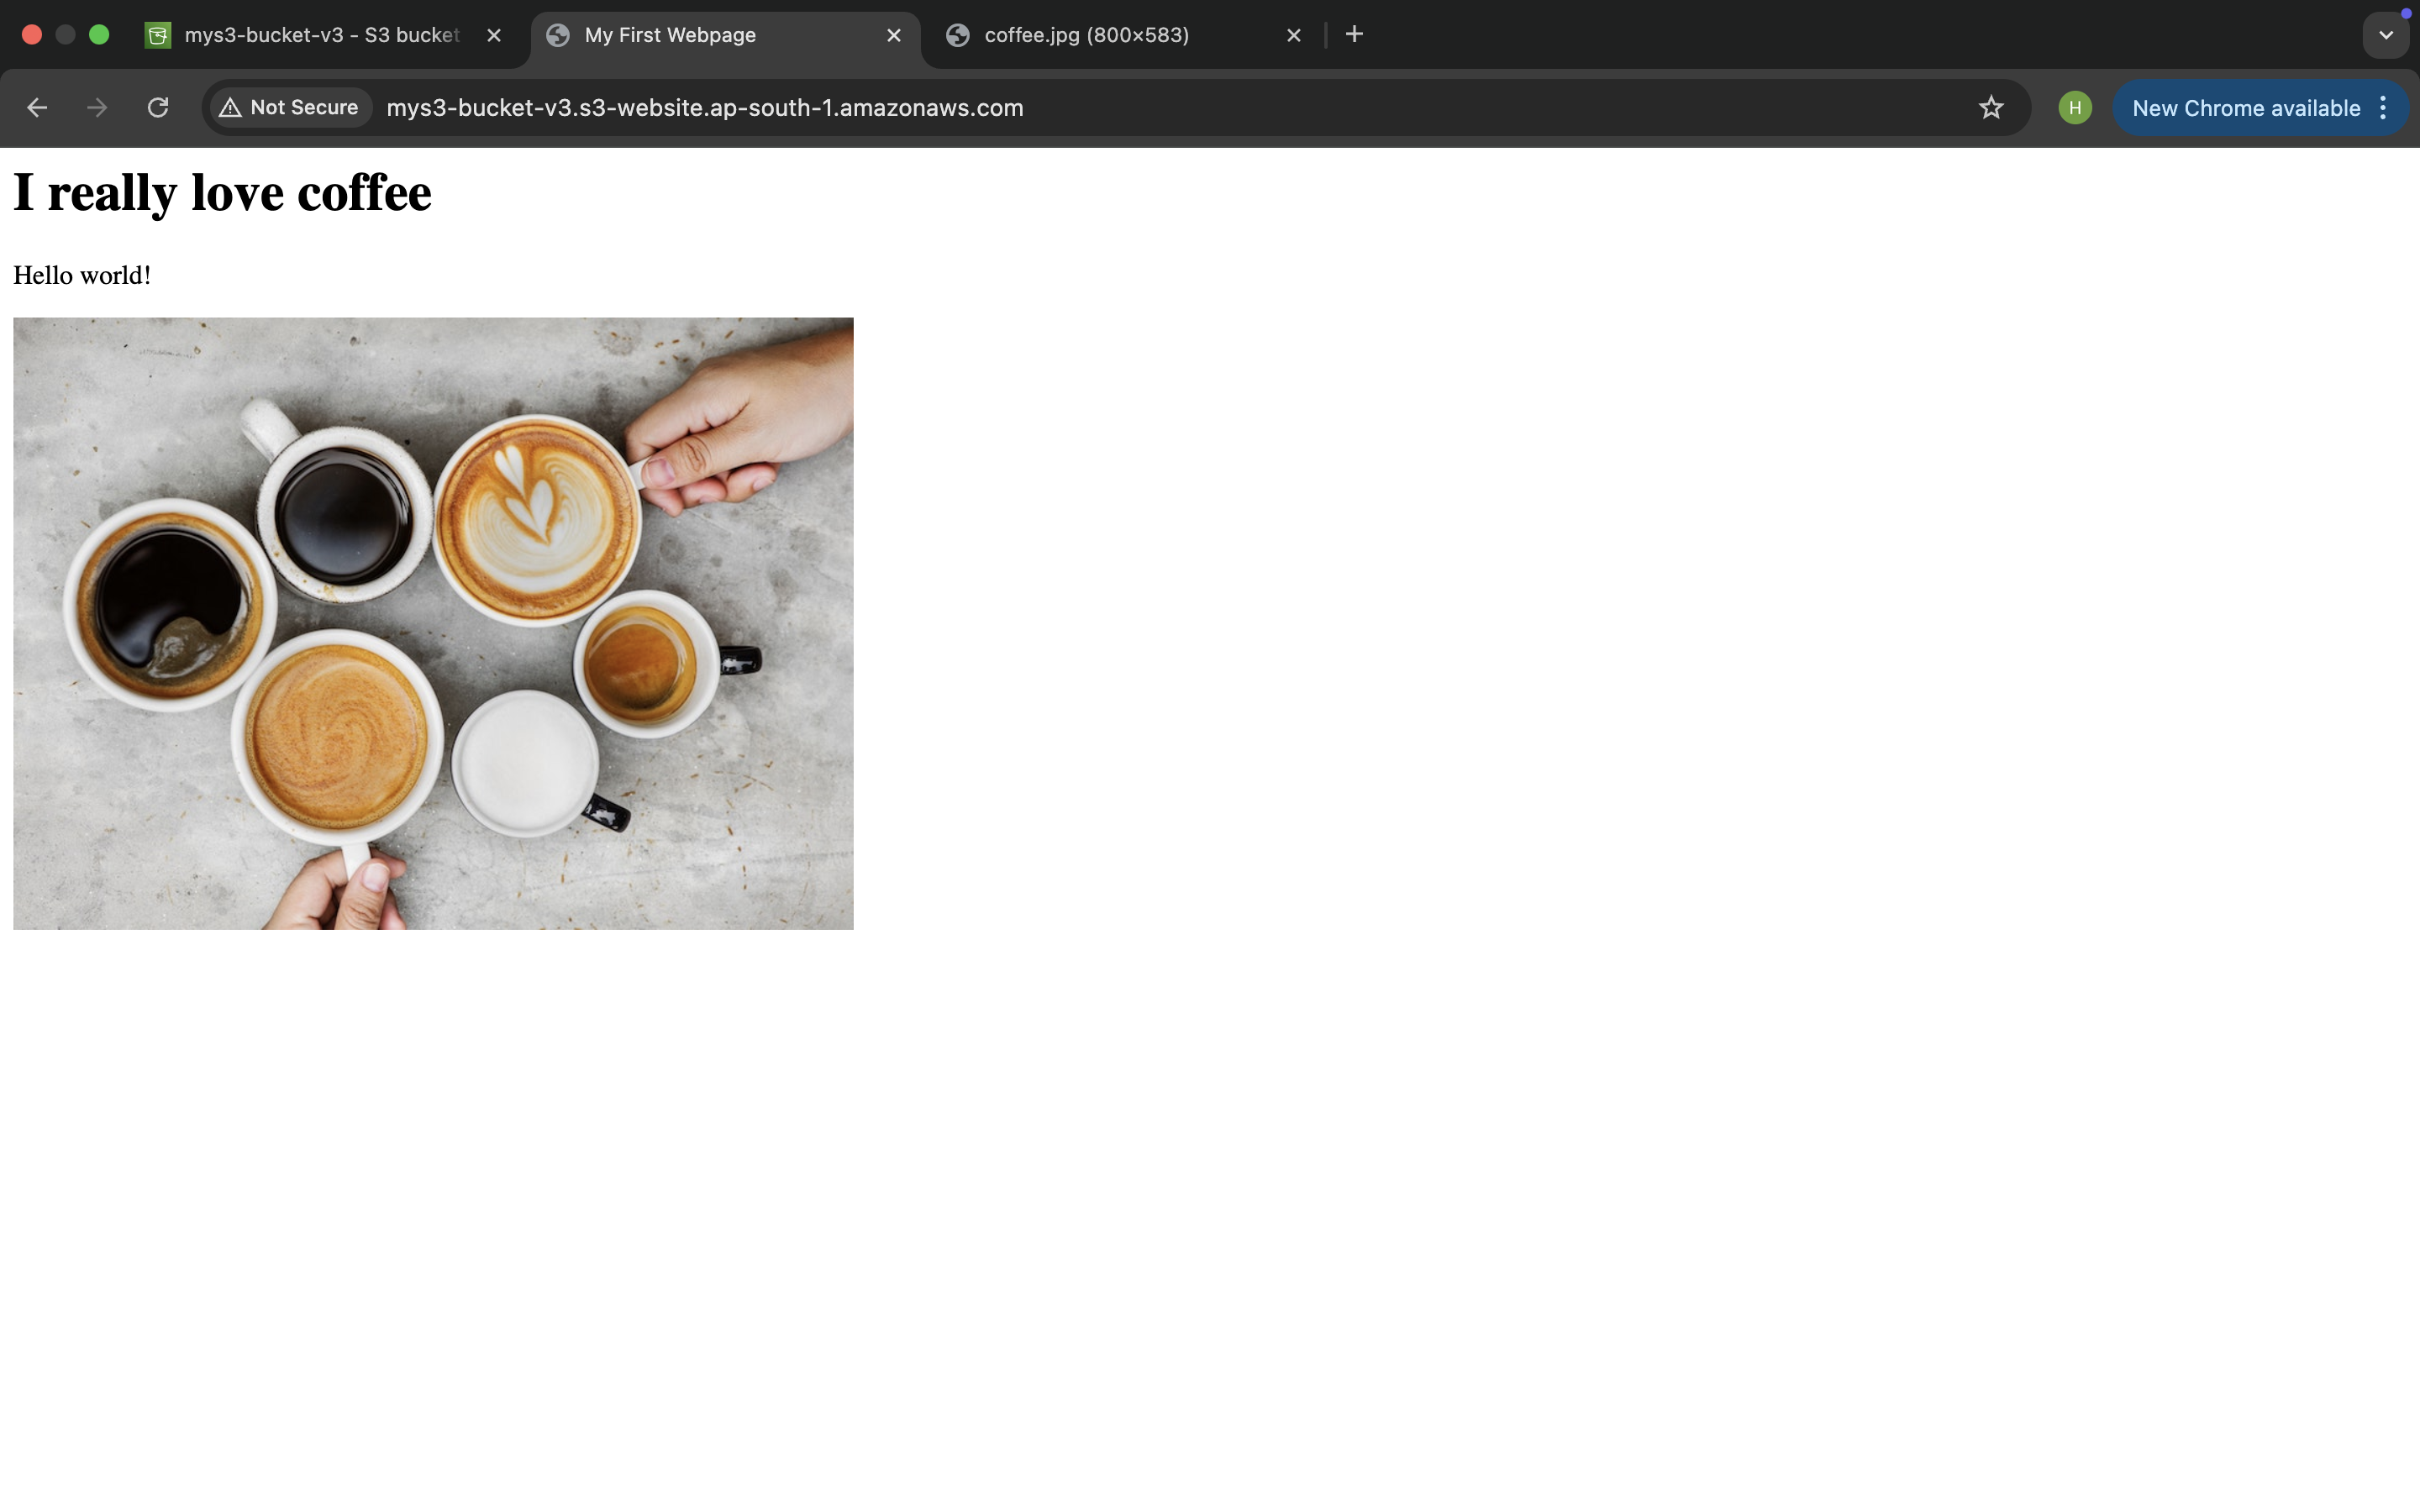 mys3-bucket-v3 - S3 bucket
My First Webpage
coffee.jpg (800×583)
Not Secure
mys3-bucket-v3.s3-website.ap-south-1.amazonaws.com
H
New Chrome available
I really love coffee
Hello world!